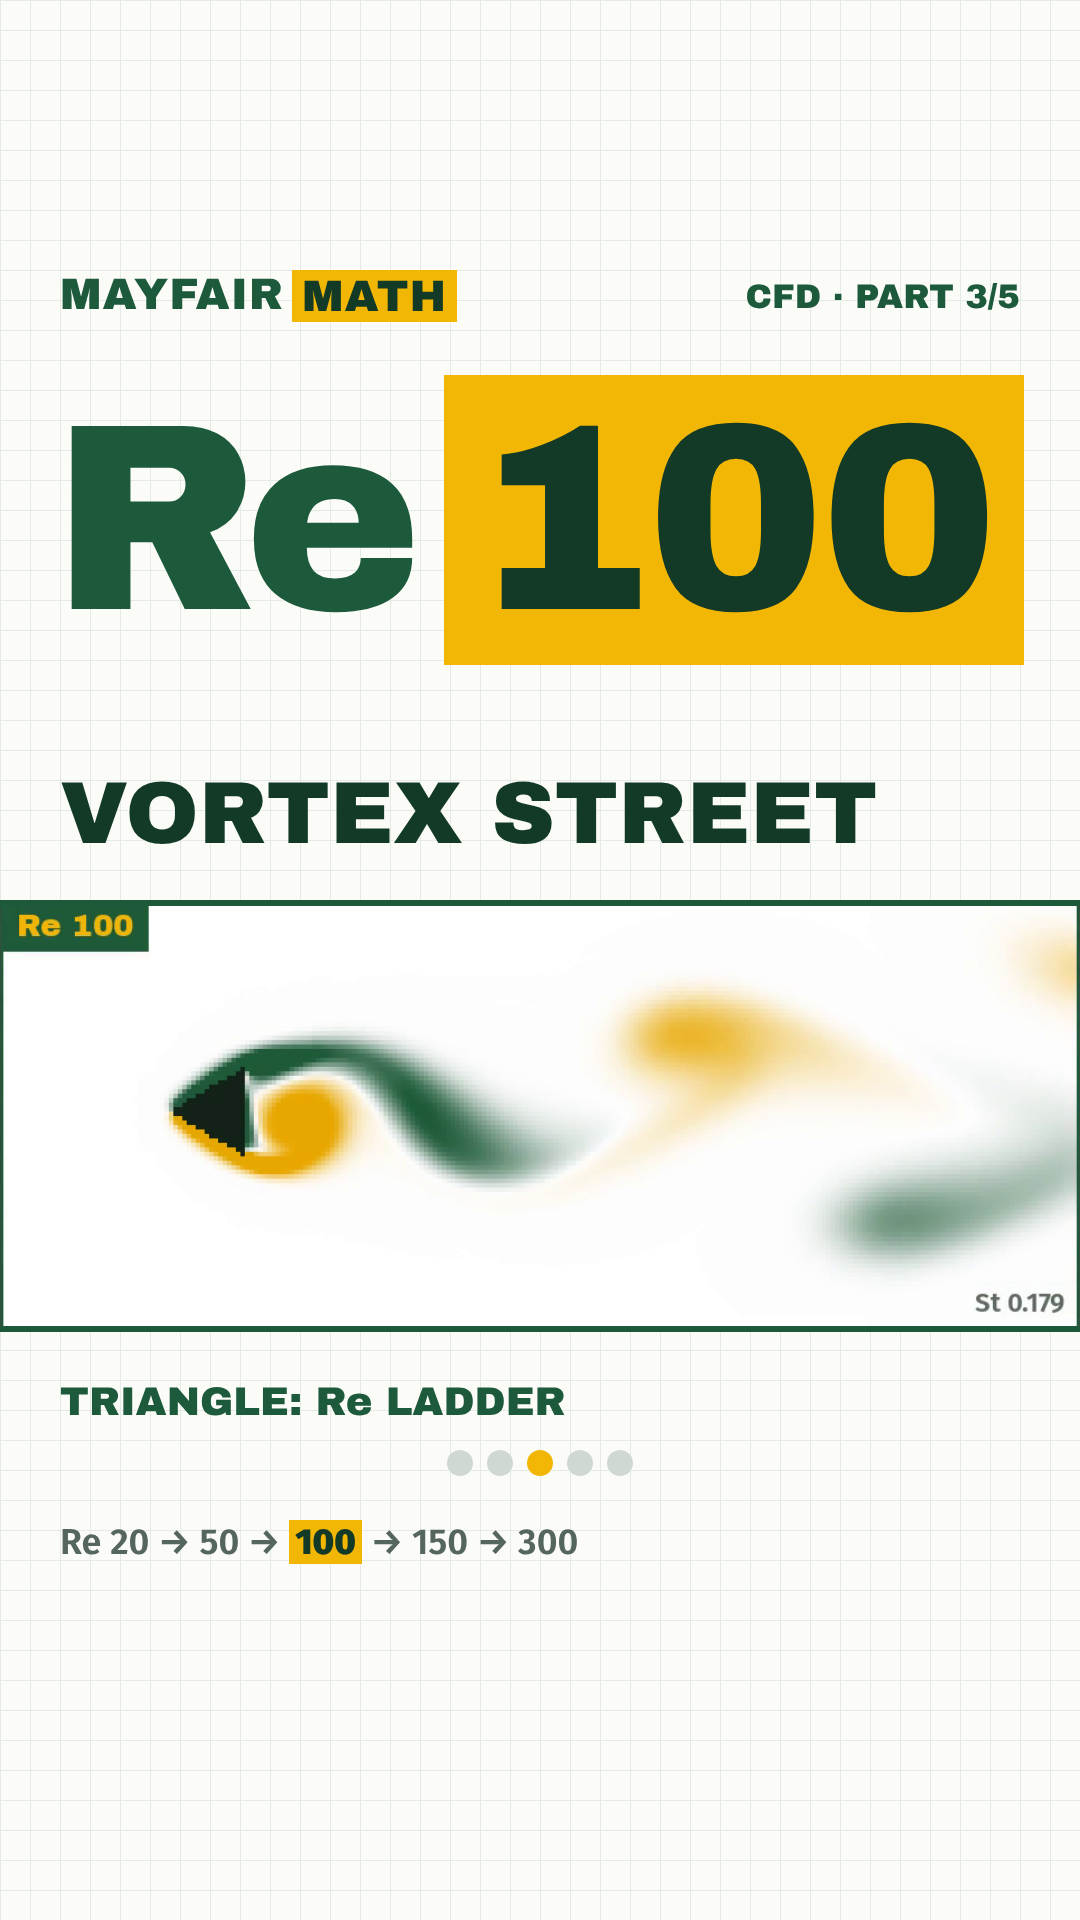 MAYFAIR MATH
CFD · PART 3/5
Re 100
VORTEX STREET
Re 100
St 0.179
TRIANGLE: Re LADDER
Re 20 → 50 → 100 → 150 → 300